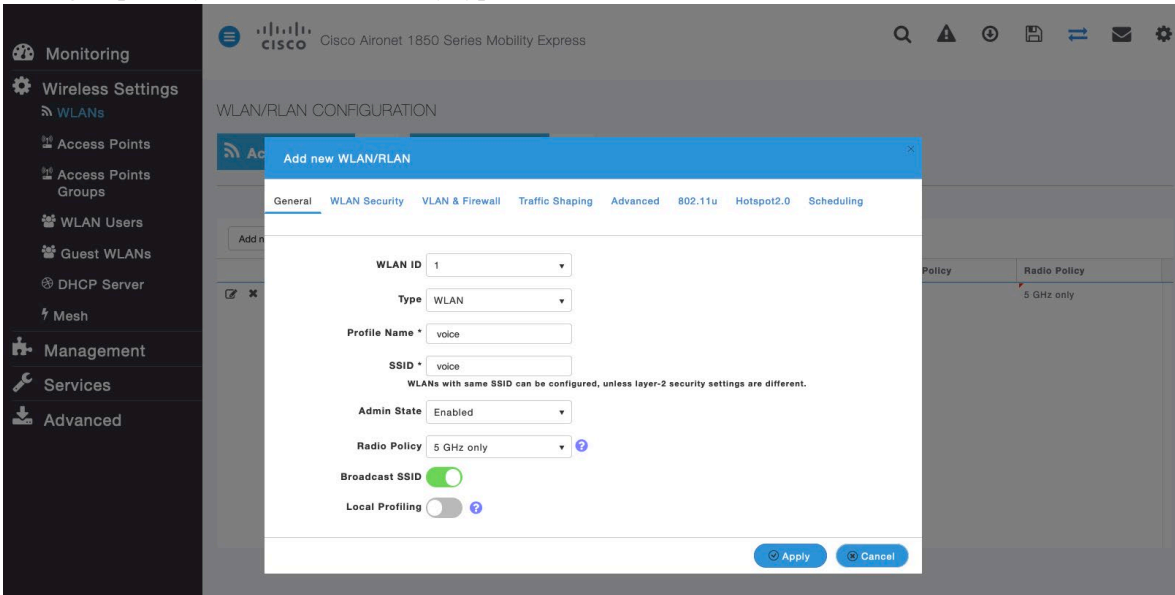 CISCO Cisco Aironet 1850 Series Mobility Express
Monitoring
Wireless Settings
WLANs
Access Points
Access Points
Groups
WLAN Users
Guest WLANs
DHCP Server
Mesh
Management
Services
Advanced
WLAN/RLAN CONFIGURATION
Ac
Add n
Policy
Radio Policy
5 GHz only
Add new WLAN/RLAN
General WLAN Security VLAN & Firewall Traffic Shaping Advanced 802.11u Hotspot2.0 Scheduling
WLAN ID 1
Type WLAN
Profile Name * voice
SSID * voice
WLANs with same SSID can be configured, unless layer-2 security settings are different.
Admin State Enabled
Radio Policy 5 GHz only ?
Broadcast SSID
Local Profiling ?
Apply Cancel